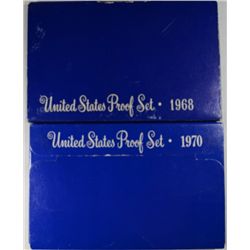 United States Proof Set • 1968
United States Proof Set • 1970